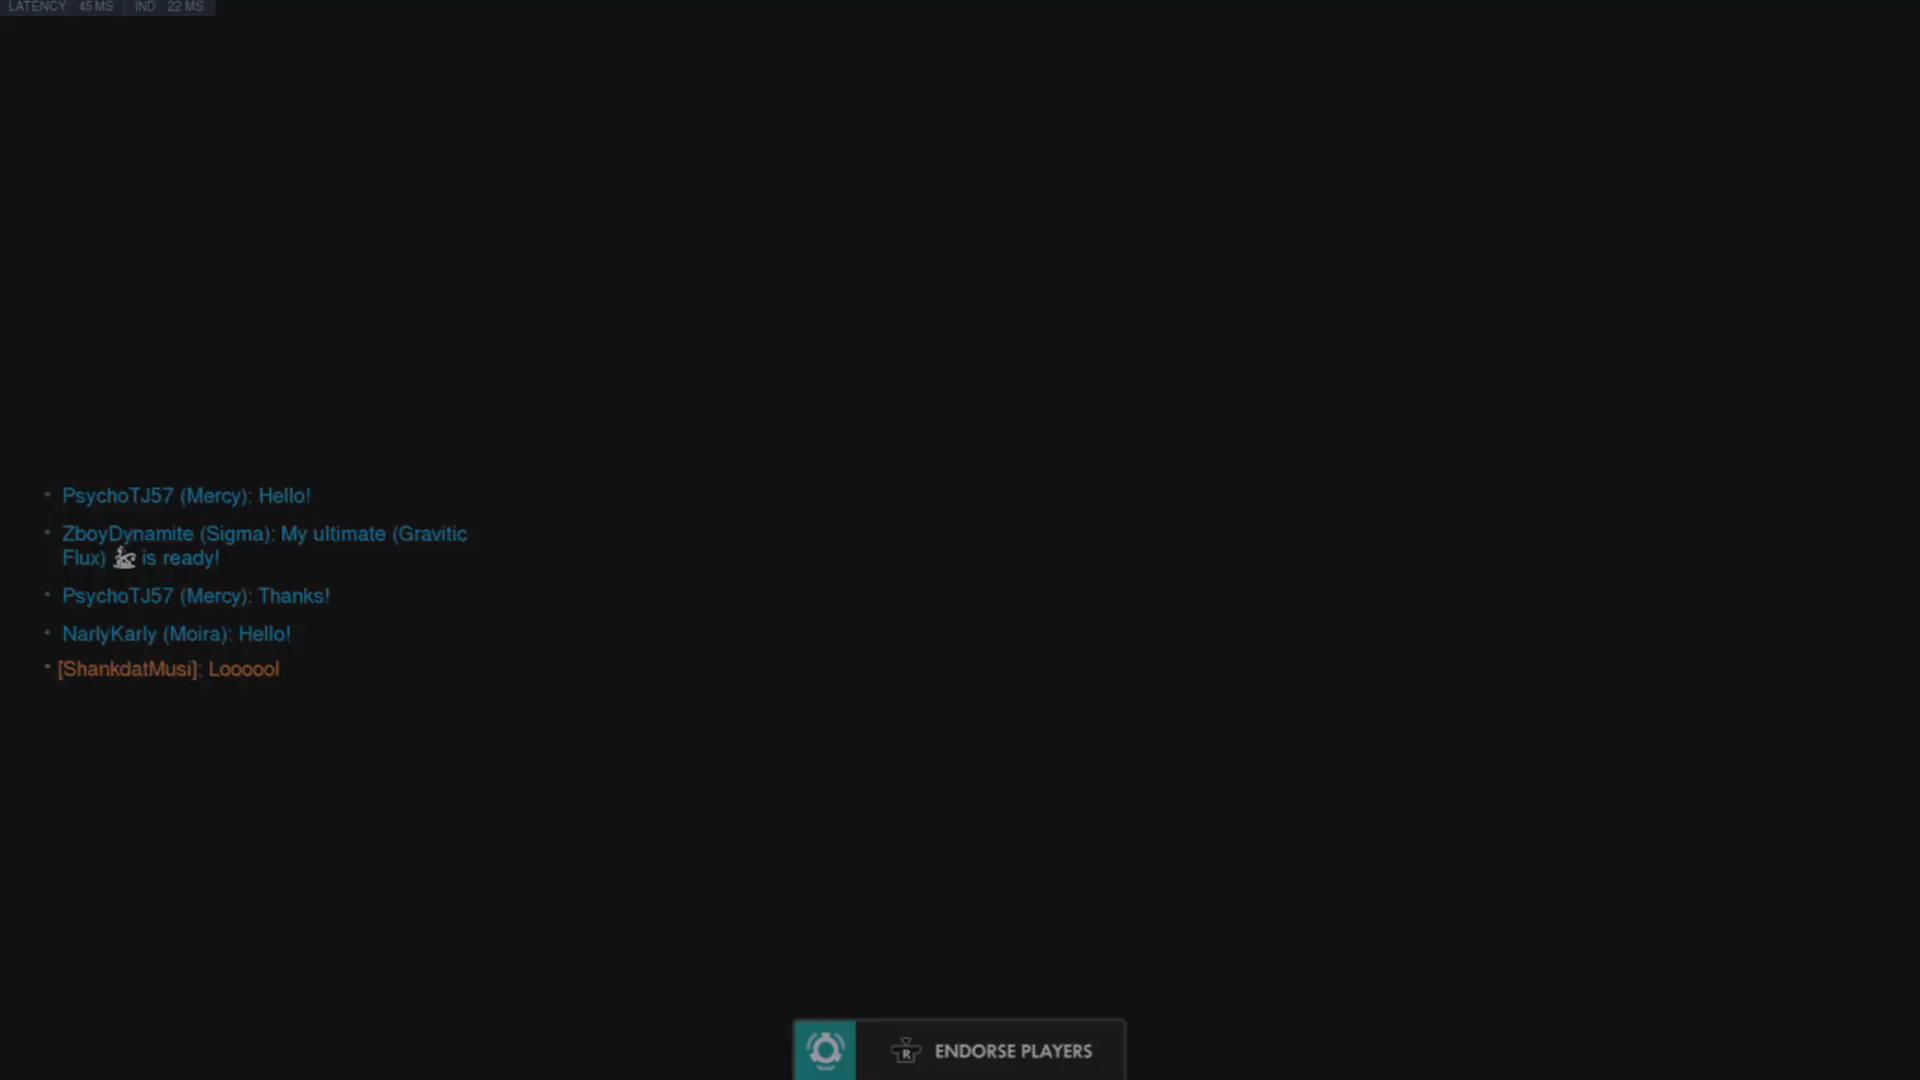 LATENCY 45 MS IND 22 MS
PsychoTJ57 (Mercy): Hello!
ZboyDynamite (Sigma): My ultimate (Gravitic
Flux) is ready!
PsychoTJ57 (Mercy): Thanks!
NarlyKarly (Moira): Hello!
[ShankdatMusi]: Loooool
R ENDORSE PLAYERS